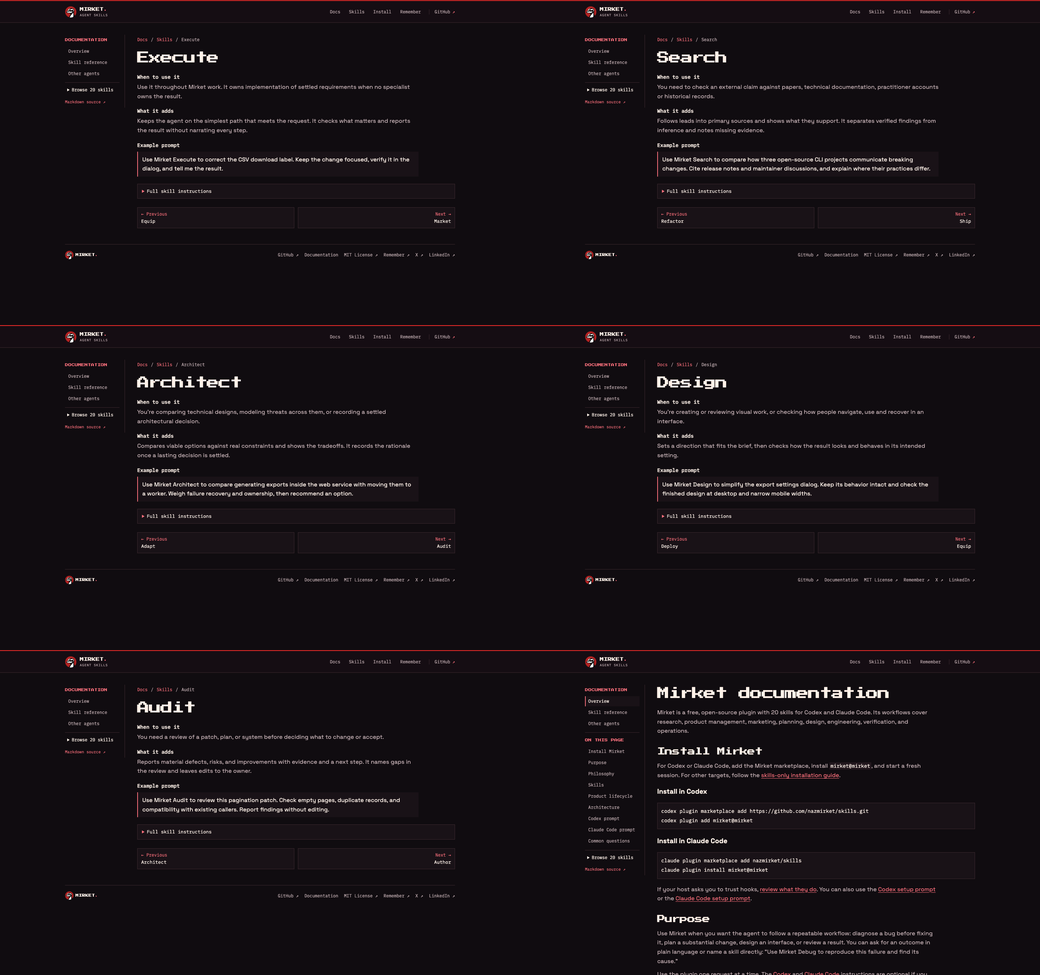 MIRKET.
AGENT SKILLS
Docs Skills Install Remember GitHub ↗
DOCUMENTATION
Overview
Skill reference
Other agents
▶ Browse 20 skills
Markdown source ↗
Docs / Skills / Execute
Execute
When to use it
Use it throughout Mirket work. It owns implementation of settled requirements when no specialist
owns the result.
What it adds
Keeps the agent on the simplest path that meets the request. It checks what matters and reports
the result without narrating every step.
Example prompt
Use Mirket Execute to correct the CSV download label. Keep the change focused, verify it in the
dialog, and tell me the result.
▶ Full skill instructions
← Previous
Equip
Next →
Market
MIRKET.
GitHub ↗ Documentation MIT License ↗ Remember ↗ X ↗ LinkedIn ↗
MIRKET.
AGENT SKILLS
Docs Skills Install Remember GitHub ↗
DOCUMENTATION
Overview
Skill reference
Other agents
▶ Browse 20 skills
Markdown source ↗
Docs / Skills / Search
Search
When to use it
You need to check an external claim against papers, technical documentation, practitioner accounts
or historical records.
What it adds
Follows leads into primary sources and shows what they support. It separates verified findings from
inference and notes missing evidence.
Example prompt
Use Mirket Search to compare how three open-source CLI projects communicate breaking
changes. Cite release notes and maintainer discussions, and explain where their practices differ.
▶ Full skill instructions
← Previous
Refactor
Next →
Ship
MIRKET.
GitHub ↗ Documentation MIT License ↗ Remember ↗ X ↗ LinkedIn ↗
MIRKET.
AGENT SKILLS
Docs Skills Install Remember GitHub ↗
DOCUMENTATION
Overview
Skill reference
Other agents
▶ Browse 20 skills
Markdown source ↗
Docs / Skills / Architect
Architect
When to use it
You're comparing technical designs, modeling threats across them, or recording a settled
architectural decision.
What it adds
Compares viable options against real constraints and shows the tradeoffs. It records the rationale
once a lasting decision is settled.
Example prompt
Use Mirket Architect to compare generating exports inside the web service with moving them to
a worker. Weigh failure recovery and ownership, then recommend an option.
▶ Full skill instructions
← Previous
Adapt
Next →
Audit
MIRKET.
GitHub ↗ Documentation MIT License ↗ Remember ↗ X ↗ LinkedIn ↗
MIRKET.
AGENT SKILLS
Docs Skills Install Remember GitHub ↗
DOCUMENTATION
Overview
Skill reference
Other agents
▶ Browse 20 skills
Markdown source ↗
Docs / Skills / Design
Design
When to use it
You're creating or reviewing visual work, or checking how people navigate, use and recover in an
interface.
What it adds
Sets a direction that fits the brief, then checks how the result looks and behaves in its intended
setting.
Example prompt
Use Mirket Design to simplify the export settings dialog. Keep its behavior intact and check the
finished design at desktop and narrow mobile widths.
▶ Full skill instructions
← Previous
Deploy
Next →
Equip
MIRKET.
GitHub ↗ Documentation MIT License ↗ Remember ↗ X ↗ LinkedIn ↗
MIRKET.
AGENT SKILLS
Docs Skills Install Remember GitHub ↗
DOCUMENTATION
Overview
Skill reference
Other agents
▶ Browse 20 skills
Markdown source ↗
Docs / Skills / Audit
Audit
When to use it
You need a review of a patch, plan, or system before deciding what to change or accept.
What it adds
Reports material defects, risks, and improvements with evidence and a next step. It names gaps in
the review and leaves edits to the owner.
Example prompt
Use Mirket Audit to review this pagination patch. Check empty pages, duplicate records, and
compatibility with existing callers. Report findings without editing.
▶ Full skill instructions
← Previous
Architect
Next →
Author
MIRKET.
GitHub ↗ Documentation MIT License ↗ Remember ↗ X ↗ LinkedIn ↗
MIRKET.
AGENT SKILLS
Docs Skills Install Remember GitHub ↗
DOCUMENTATION
Overview
Skill reference
Other agents
ON THIS PAGE
Install Mirket
Purpose
Philosophy
Skills
Product lifecycle
Architecture
Codex prompt
Claude Code prompt
Common questions
▶ Browse 20 skills
Markdown source ↗
Mirket documentation
Mirket is a free, open-source plugin with 20 skills for Codex and Claude Code. Its workflows cover
research, product management, marketing, planning, design, engineering, verification, and
operations.
Install Mirket
For Codex or Claude Code, add the Mirket marketplace, install mirket@mirket, and start a fresh
session. For other targets, follow the skills-only installation guide.
Install in Codex
codex plugin marketplace add https://github.com/nazmirket/skills.git
codex plugin add mirket@mirket
Install in Claude Code
claude plugin marketplace add nazmirket/skills
claude plugin install mirket@mirket
If your host asks you to trust hooks, review what they do. You can also use the Codex setup prompt
or the Claude Code setup prompt.
Purpose
Use Mirket when you want the agent to follow a repeatable workflow: diagnose a bug before fixing
it, plan a substantial change, design an interface, or review a result. You can ask for an outcome in
plain language or name a skill directly: "Use Mirket Debug to reproduce this failure and find its
cause."
Use the plugin one request at a time. The Codex and Claude Code instructions are optional if you